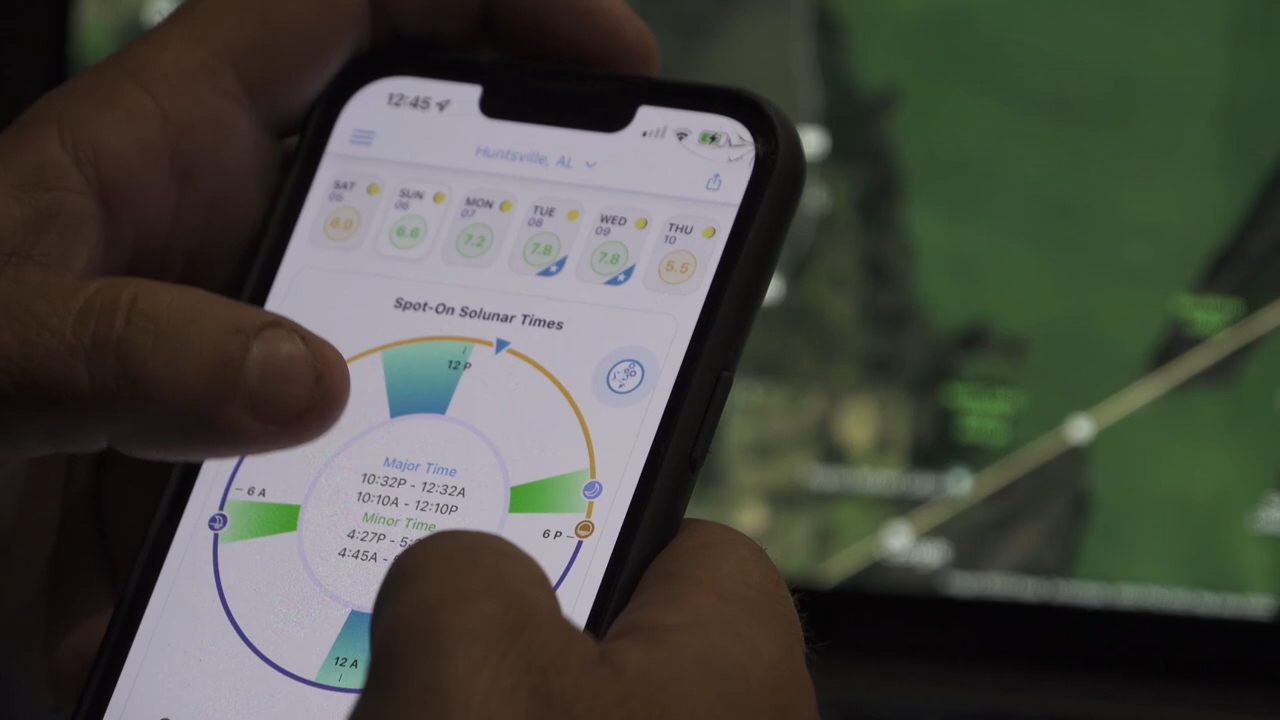 12:45
Huntsville, AL
SAT SUN MON TUE WED THU
05 06 07 08 09 10
6.0 6.6 7.2 7.8 7.8 5.5
Spot-On Solunar Times
12 P
Major Time
10:32P - 12:32A
10:10A - 12:10P
Minor Time
4:27P -
4:45A -
6 A
6 P
12 A